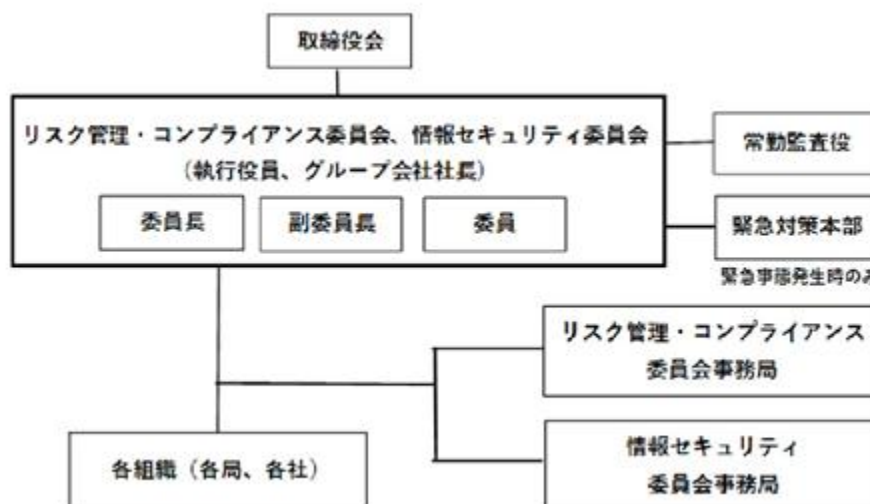 取締役会
リスク管理・コンプライアンス委員会、情報セキュリティ委員会
（執行役員、グループ会社社長）
委員長
副委員長
委員
常勤監査役
緊急対策本部
緊急事態発生時のみ
リスク管理・コンプライアンス
委員会事務局
各組織（各局、各社）
情報セキュリティ
委員会事務局